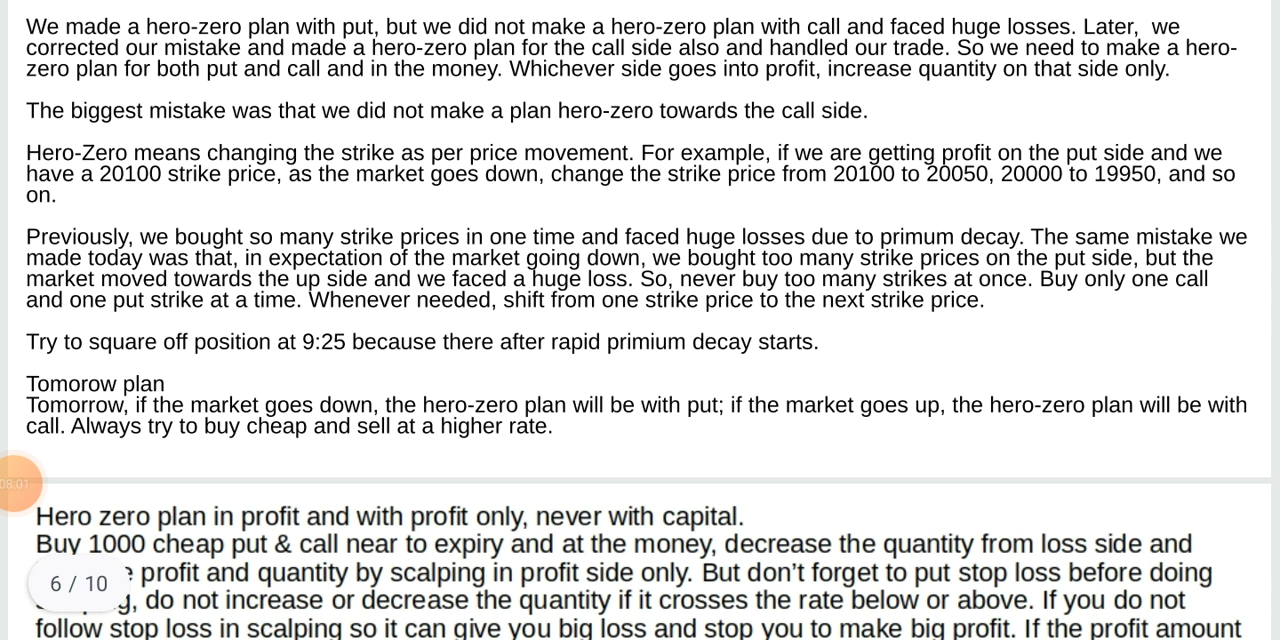 We made a hero-zero plan with put, but we did not make a hero-zero plan with call and faced huge losses. Later,  we
corrected our mistake and made a hero-zero plan for the call side also and handled our trade. So we need to make a hero-
zero plan for both put and call and in the money. Whichever side goes into profit, increase quantity on that side only.
The biggest mistake was that we did not make a plan hero-zero towards the call side.
Hero-Zero means changing the strike as per price movement. For example, if we are getting profit on the put side and we
have a 20100 strike price, as the market goes down, change the strike price from 20100 to 20050, 20000 to 19950, and so
on.
Previously, we bought so many strike prices in one time and faced huge losses due to primum decay. The same mistake we
made today was that, in expectation of the market going down, we bought too many strike prices on the put side, but the
market moved towards the up side and we faced a huge loss. So, never buy too many strikes at once. Buy only one call
and one put strike at a time. Whenever needed, shift from one strike price to the next strike price.
Try to square off position at 9:25 because there after rapid primium decay starts.
Tomorow plan
Tomorrow, if the market goes down, the hero-zero plan will be with put; if the market goes up, the hero-zero plan will be with
call. Always try to buy cheap and sell at a higher rate.
08:01
Hero zero plan in profit and with profit only, never with capital.
Buy 1000 cheap put & call near to expiry and at the money, decrease the quantity from loss side and
profit and quantity by scalping in profit side only. But don't forget to put stop loss before doing
6 / 10
do not increase or decrease the quantity if it crosses the rate below or above. If you do not
follow stop loss in scalping so it can give you big loss and stop you to make big profit. If the profit amount